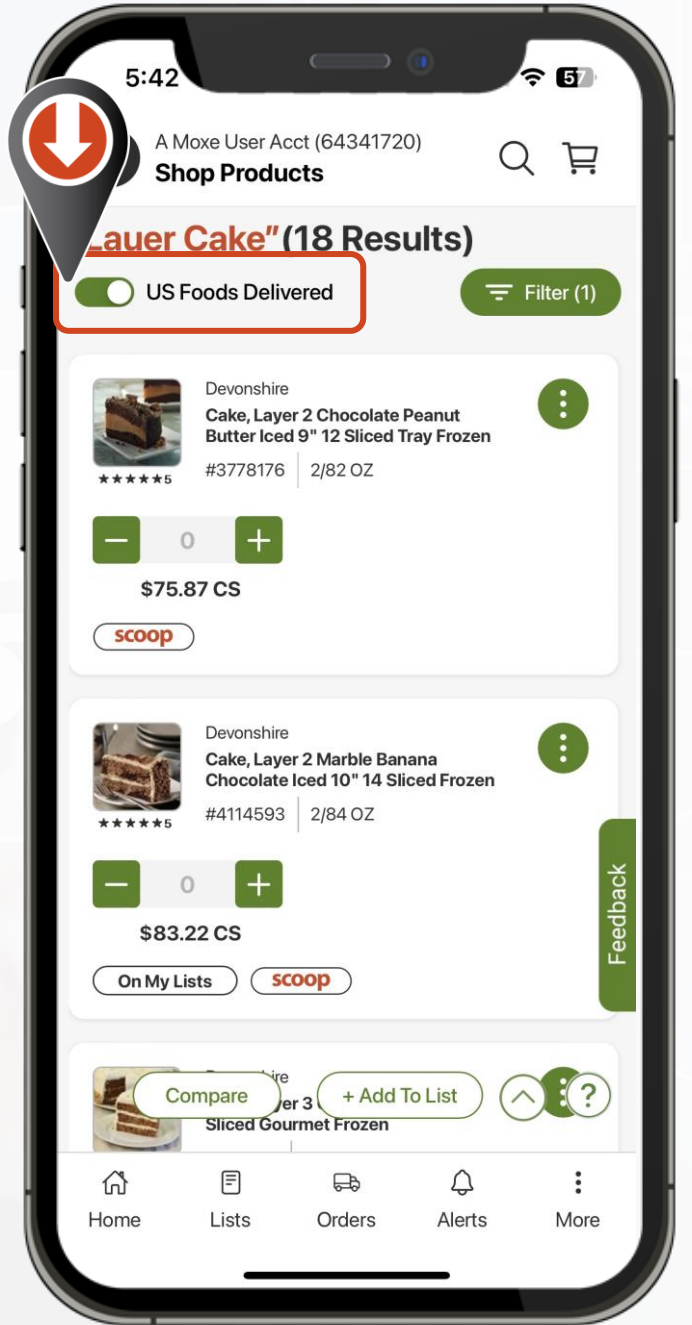 5:42
57
A Moxe User Acct (64341720)
Shop Products
Lauer Cake" (18 Results)
US Foods Delivered
Filter (1)
Devonshire
Cake, Layer 2 Chocolate Peanut
Butter Iced 9" 12 Sliced Tray Frozen
#3778176 2/82 OZ
★★★★★5
0
$75.87 CS
scoop
Devonshire
Cake, Layer 2 Marble Banana
Chocolate Iced 10" 14 Sliced Frozen
#4114593 2/84 OZ
★★★★★5
0
$83.22 CS
On My Lists
scoop
Feedback
Compare
+ Add To List
?
3
Sliced Gourmet Frozen
Home
Lists
Orders
Alerts
More